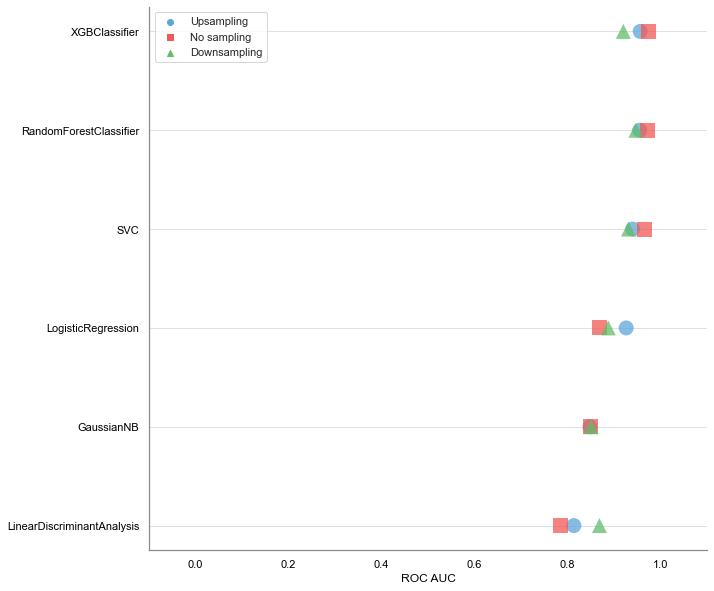 Upsampling
No sampling
Downsampling
XGBClassifier
RandomForestClassifier
SVC
LogisticRegression
GaussianNB
LinearDiscriminantAnalysis
0.0 0.2 0.4 0.6 0.8 1.0
ROC AUC